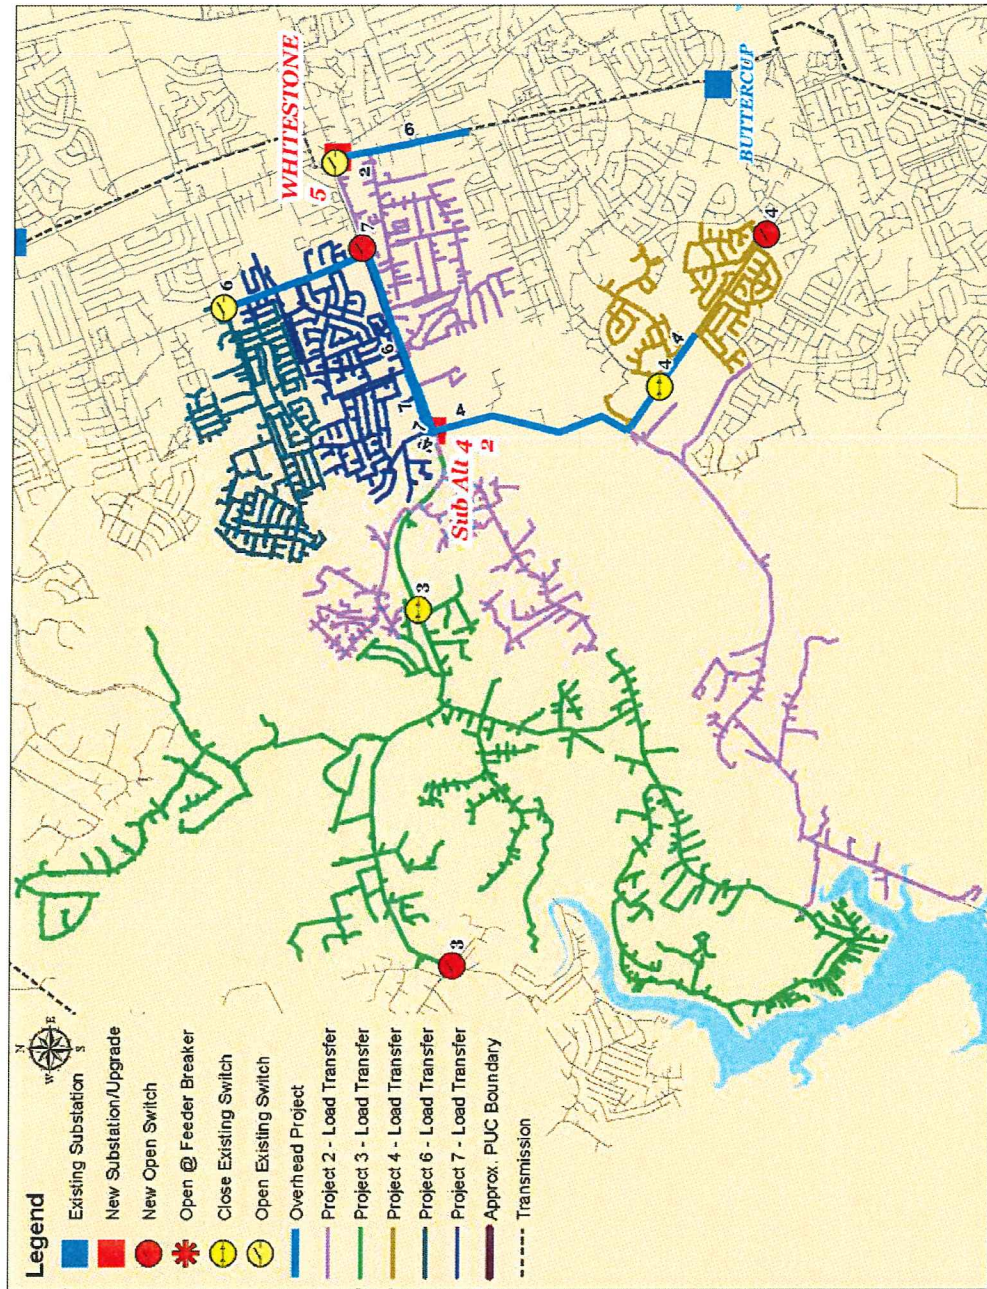 Legend
Existing Substation
New Substation/Upgrade
New Open Switch
Open @ Feeder Breaker
Close Existing Switch
Open Existing Switch
Overhead Project
Project 2 - Load Transfer
Project 3 - Load Transfer
Project 4 - Load Transfer
Project 6 - Load Transfer
Project 7 - Load Transfer
Approx. PUC Boundary
Transmission
N
E
S
W
WHITESTONE
5
2
6
7
6
6
7
7
Sub Alt 4
2
4
3
3
4
4
4
BUTTERCUP